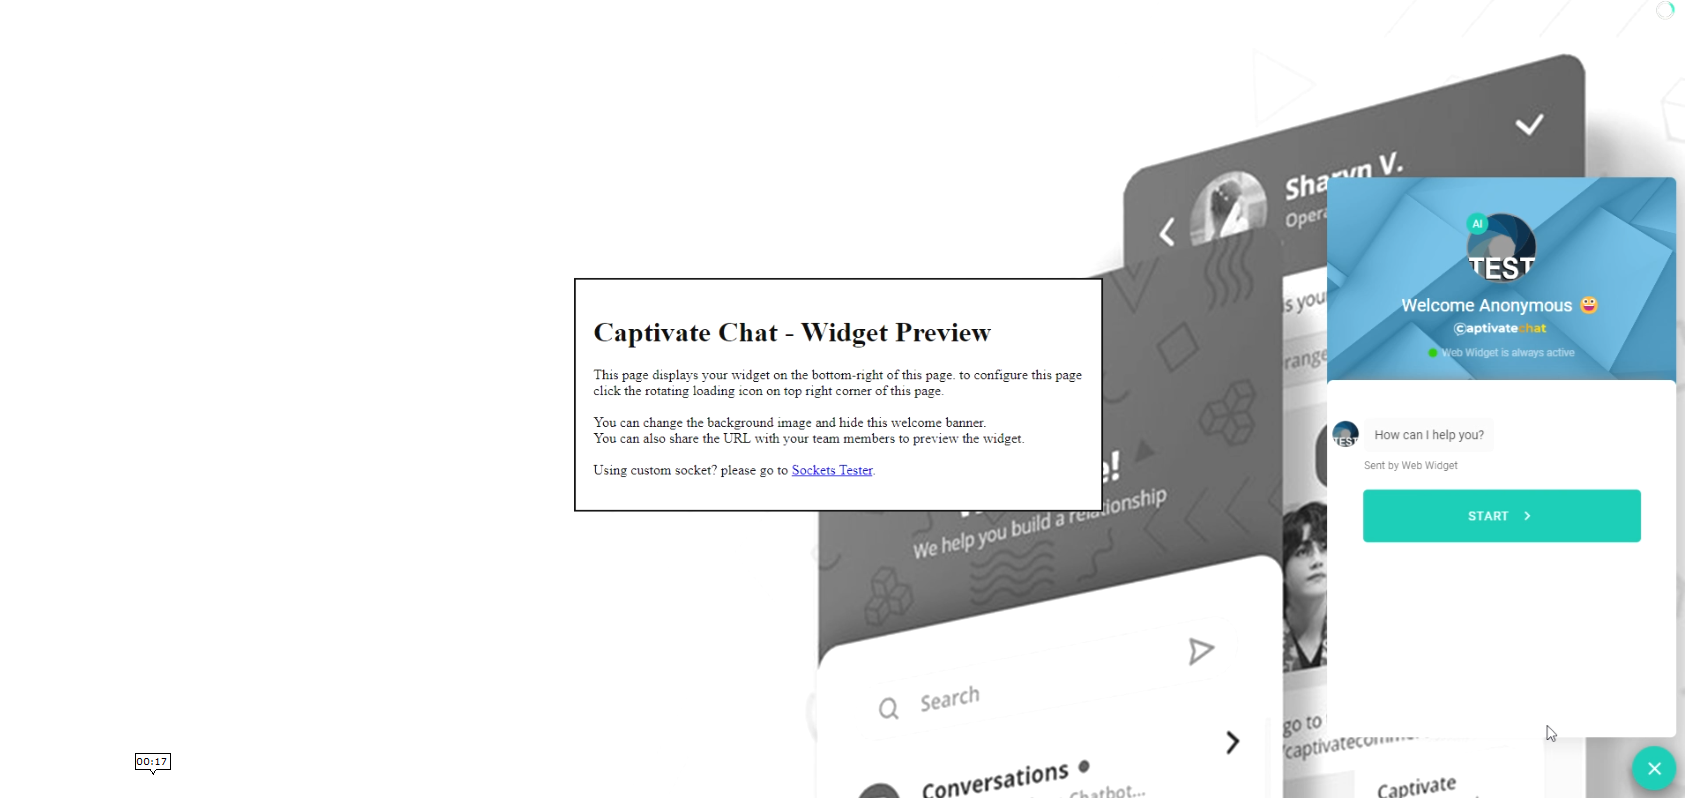 Sharyn V.
Opera
AI
TEST
Welcome Anonymous
©aptivatechat
Web Widget is always active
is your
range
Captivate Chat - Widget Preview
This page displays your widget on the bottom-right of this page. to configure this page
click the rotating loading icon on top right corner of this page.
You can change the background image and hide this welcome banner.
You can also share the URL with your team members to preview the widget.
Using custom socket? please go to Sockets Tester.
TEST
How can I help you?
Sent by Web Widget
START
e!
We help you build a relationship
Search
go to
/captivatecomm
00:17
Conversations
Chatbot...
Captivate